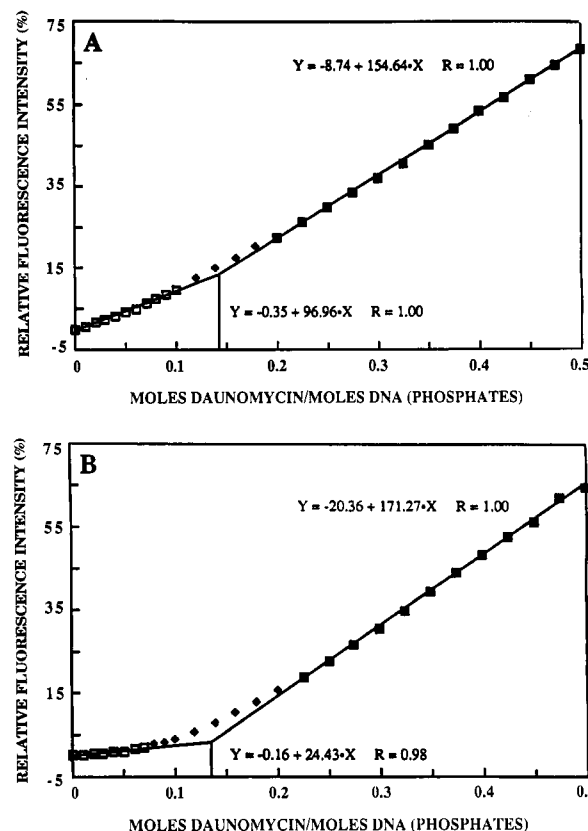 A
RELATIVE FLUORESCENCE INTENSITY (%)
75
55
35
15
-5
Y = -8.74 + 154.64•X R = 1.00
Y = -0.35 + 96.96•X R = 1.00
0 0.1 0.2 0.3 0.4 0.5
MOLES DAUNOMYCIN/MOLES DNA (PHOSPHATES)
B
RELATIVE FLUORESCENCE INTENSITY (%)
75
55
35
15
-5
Y = -20.36 + 171.27•X R = 1.00
Y = -0.16 + 24.43•X R = 0.98
0 0.1 0.2 0.3 0.4 0.
MOLES DAUNOMYCIN/MOLES DNA (PHOSPHATES)